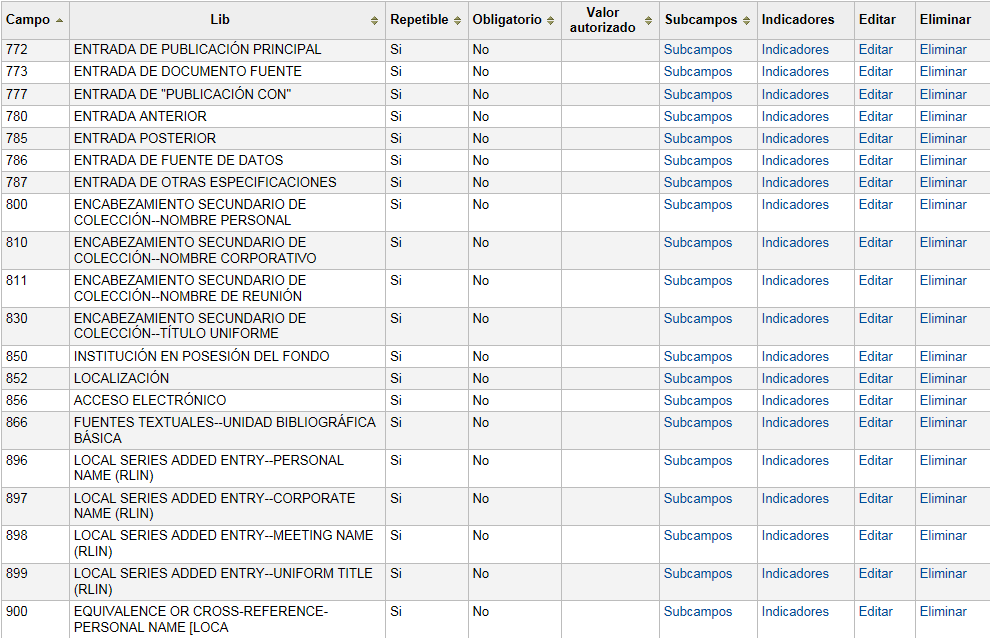 Campo Lib Repetible Obligatorio Valor autorizado Subcampos Indicadores Editar Eliminar
772 ENTRADA DE PUBLICACIÓN PRINCIPAL Si No Subcampos Indicadores Editar Eliminar
773 ENTRADA DE DOCUMENTO FUENTE Si No Subcampos Indicadores Editar Eliminar
777 ENTRADA DE "PUBLICACIÓN CON" Si No Subcampos Indicadores Editar Eliminar
780 ENTRADA ANTERIOR Si No Subcampos Indicadores Editar Eliminar
785 ENTRADA POSTERIOR Si No Subcampos Indicadores Editar Eliminar
786 ENTRADA DE FUENTE DE DATOS Si No Subcampos Indicadores Editar Eliminar
787 ENTRADA DE OTRAS ESPECIFICACIONES Si No Subcampos Indicadores Editar Eliminar
800 ENCABEZAMIENTO SECUNDARIO DE Si No Subcampos Indicadores Editar Eliminar
COLECCIÓN--NOMBRE PERSONAL
810 ENCABEZAMIENTO SECUNDARIO DE Si No Subcampos Indicadores Editar Eliminar
COLECCIÓN--NOMBRE CORPORATIVO
811 ENCABEZAMIENTO SECUNDARIO DE Si No Subcampos Indicadores Editar Eliminar
COLECCIÓN--NOMBRE DE REUNIÓN
830 ENCABEZAMIENTO SECUNDARIO DE Si No Subcampos Indicadores Editar Eliminar
COLECCIÓN--TÍTULO UNIFORME
850 INSTITUCIÓN EN POSESIÓN DEL FONDO Si No Subcampos Indicadores Editar Eliminar
852 LOCALIZACIÓN Si No Subcampos Indicadores Editar Eliminar
856 ACCESO ELECTRÓNICO Si No Subcampos Indicadores Editar Eliminar
866 FUENTES TEXTUALES--UNIDAD BIBLIOGRÁFICA Si No Subcampos Indicadores Editar Eliminar
BÁSICA
896 LOCAL SERIES ADDED ENTRY--PERSONAL Si No Subcampos Indicadores Editar Eliminar
NAME (RLIN)
897 LOCAL SERIES ADDED ENTRY--CORPORATE Si No Subcampos Indicadores Editar Eliminar
NAME (RLIN)
898 LOCAL SERIES ADDED ENTRY--MEETING NAME Si No Subcampos Indicadores Editar Eliminar
(RLIN)
899 LOCAL SERIES ADDED ENTRY--UNIFORM TITLE Si No Subcampos Indicadores Editar Eliminar
(RLIN)
900 EQUIVALENCE OR CROSS-REFERENCE- Si No Subcampos Indicadores Editar Eliminar
PERSONAL NAME [LOCA